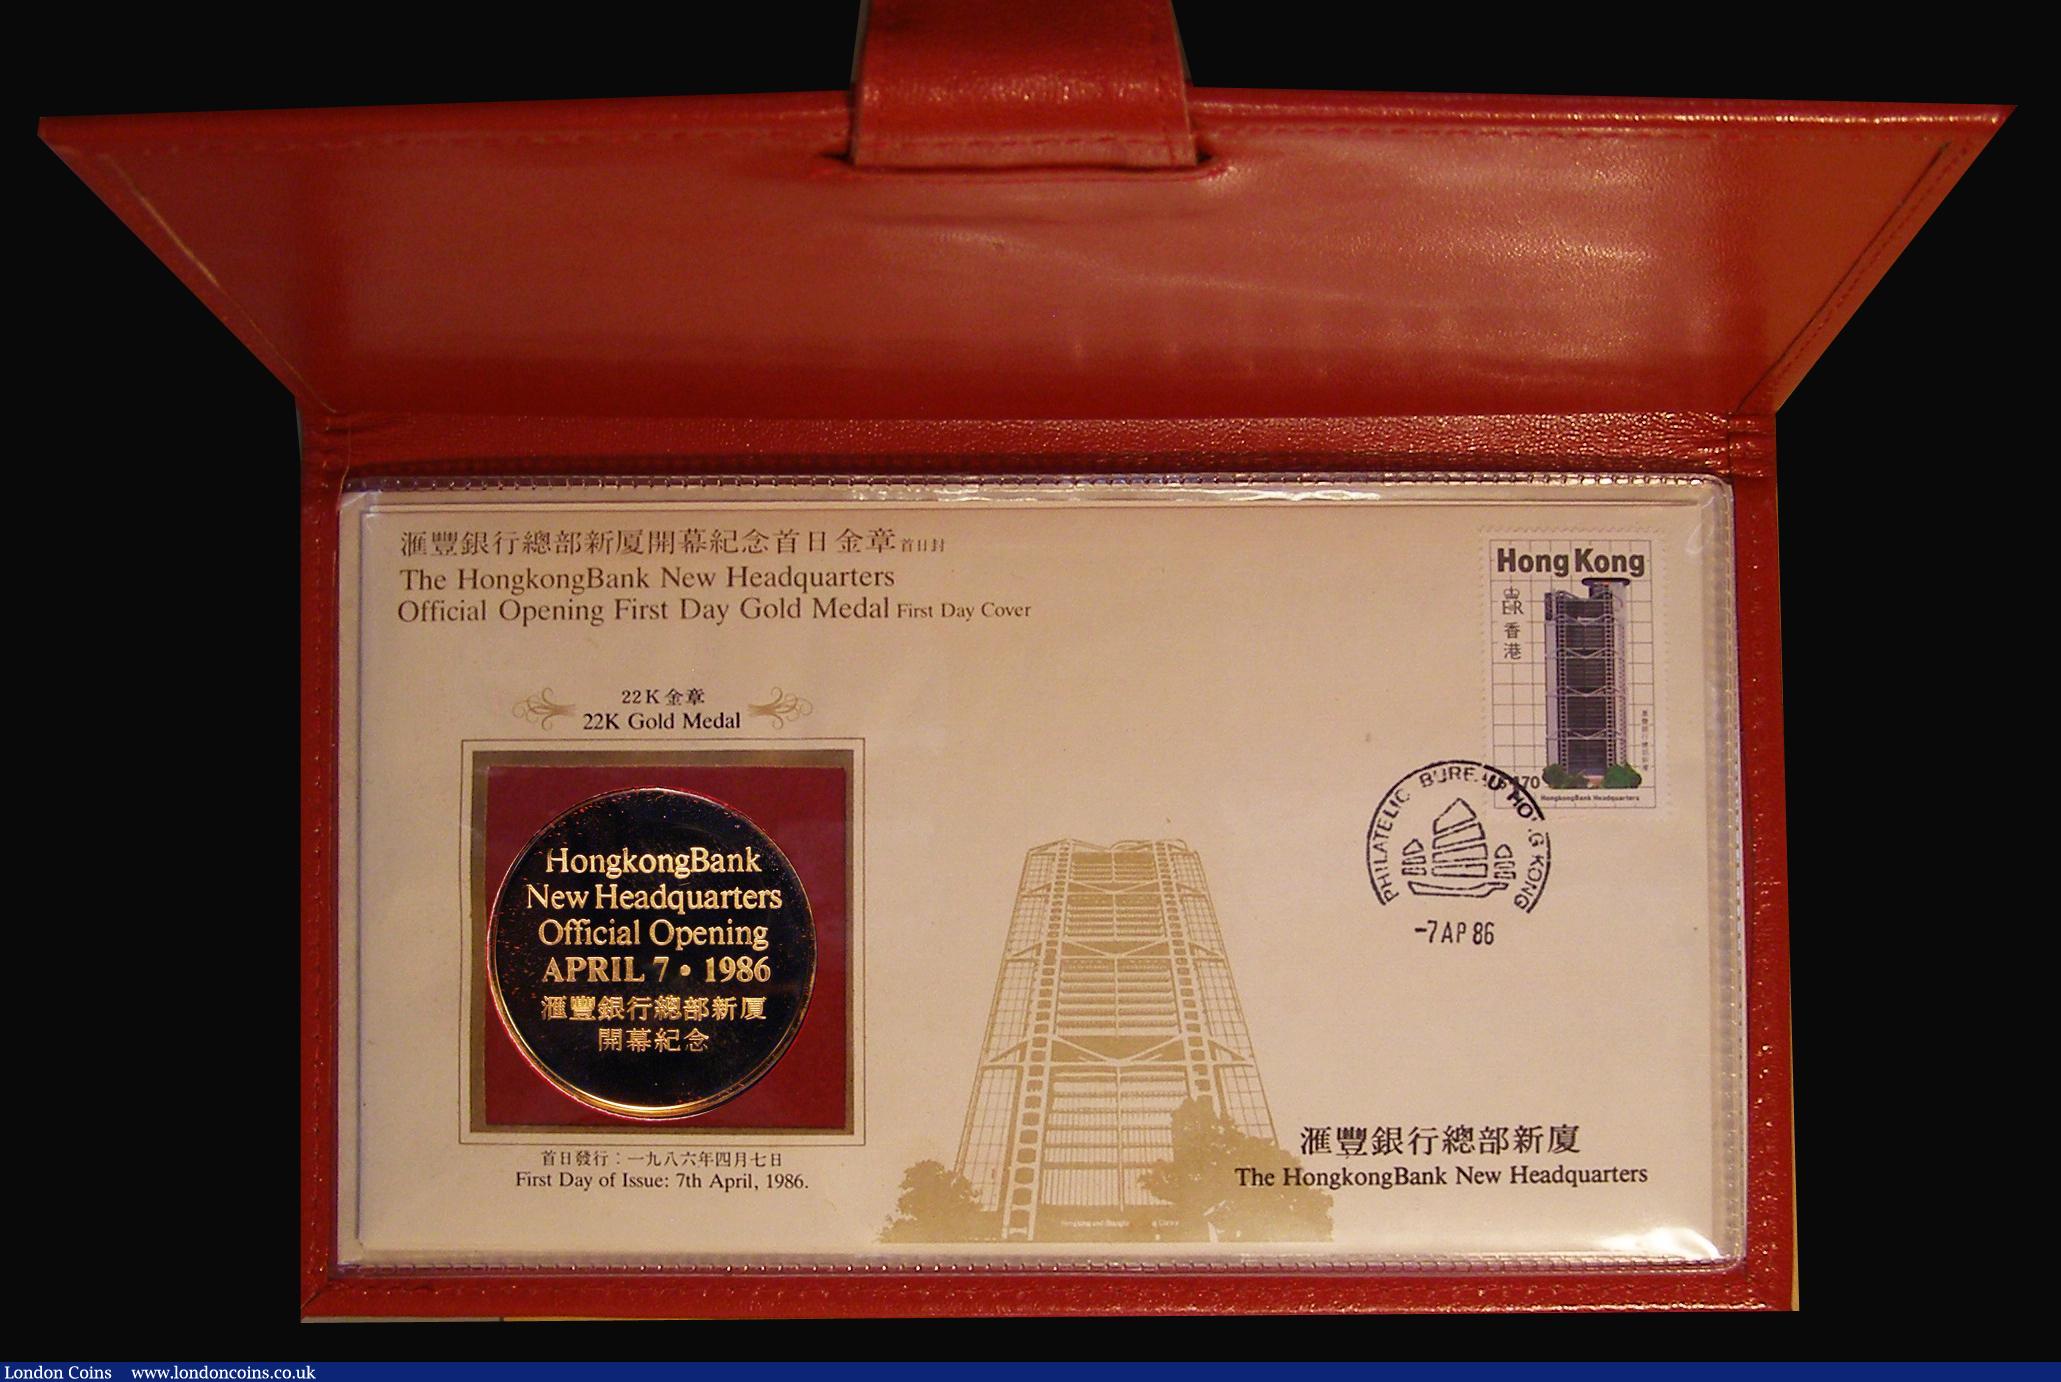 滙豐銀行總部新厦開幕紀念首日金章首日封
The HongkongBank New Headquarters
Official Opening First Day Gold Medal First Day Cover
Hong Kong
ER
香港
HongkongBank Headquarters
22K金章
22K Gold Medal
HongkongBank
New Headquarters
Official Opening
APRIL 7 • 1986
滙豐銀行總部新厦
開幕紀念
首日發行：一九八六年四月七日
First Day of Issue: 7th April, 1986.
PHILATELIC BUREAU HONG KONG
-7 AP 86
滙豐銀行總部新廈
The HongkongBank New Headquarters
London Coins www.londoncoins.co.uk